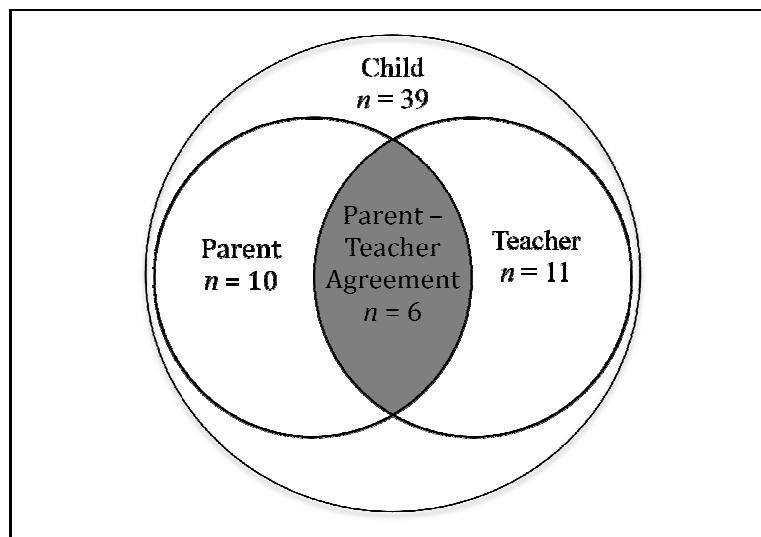 Child
n = 39
Parent
n = 10
Parent –
Teacher
Agreement
n = 6
Teacher
n = 11